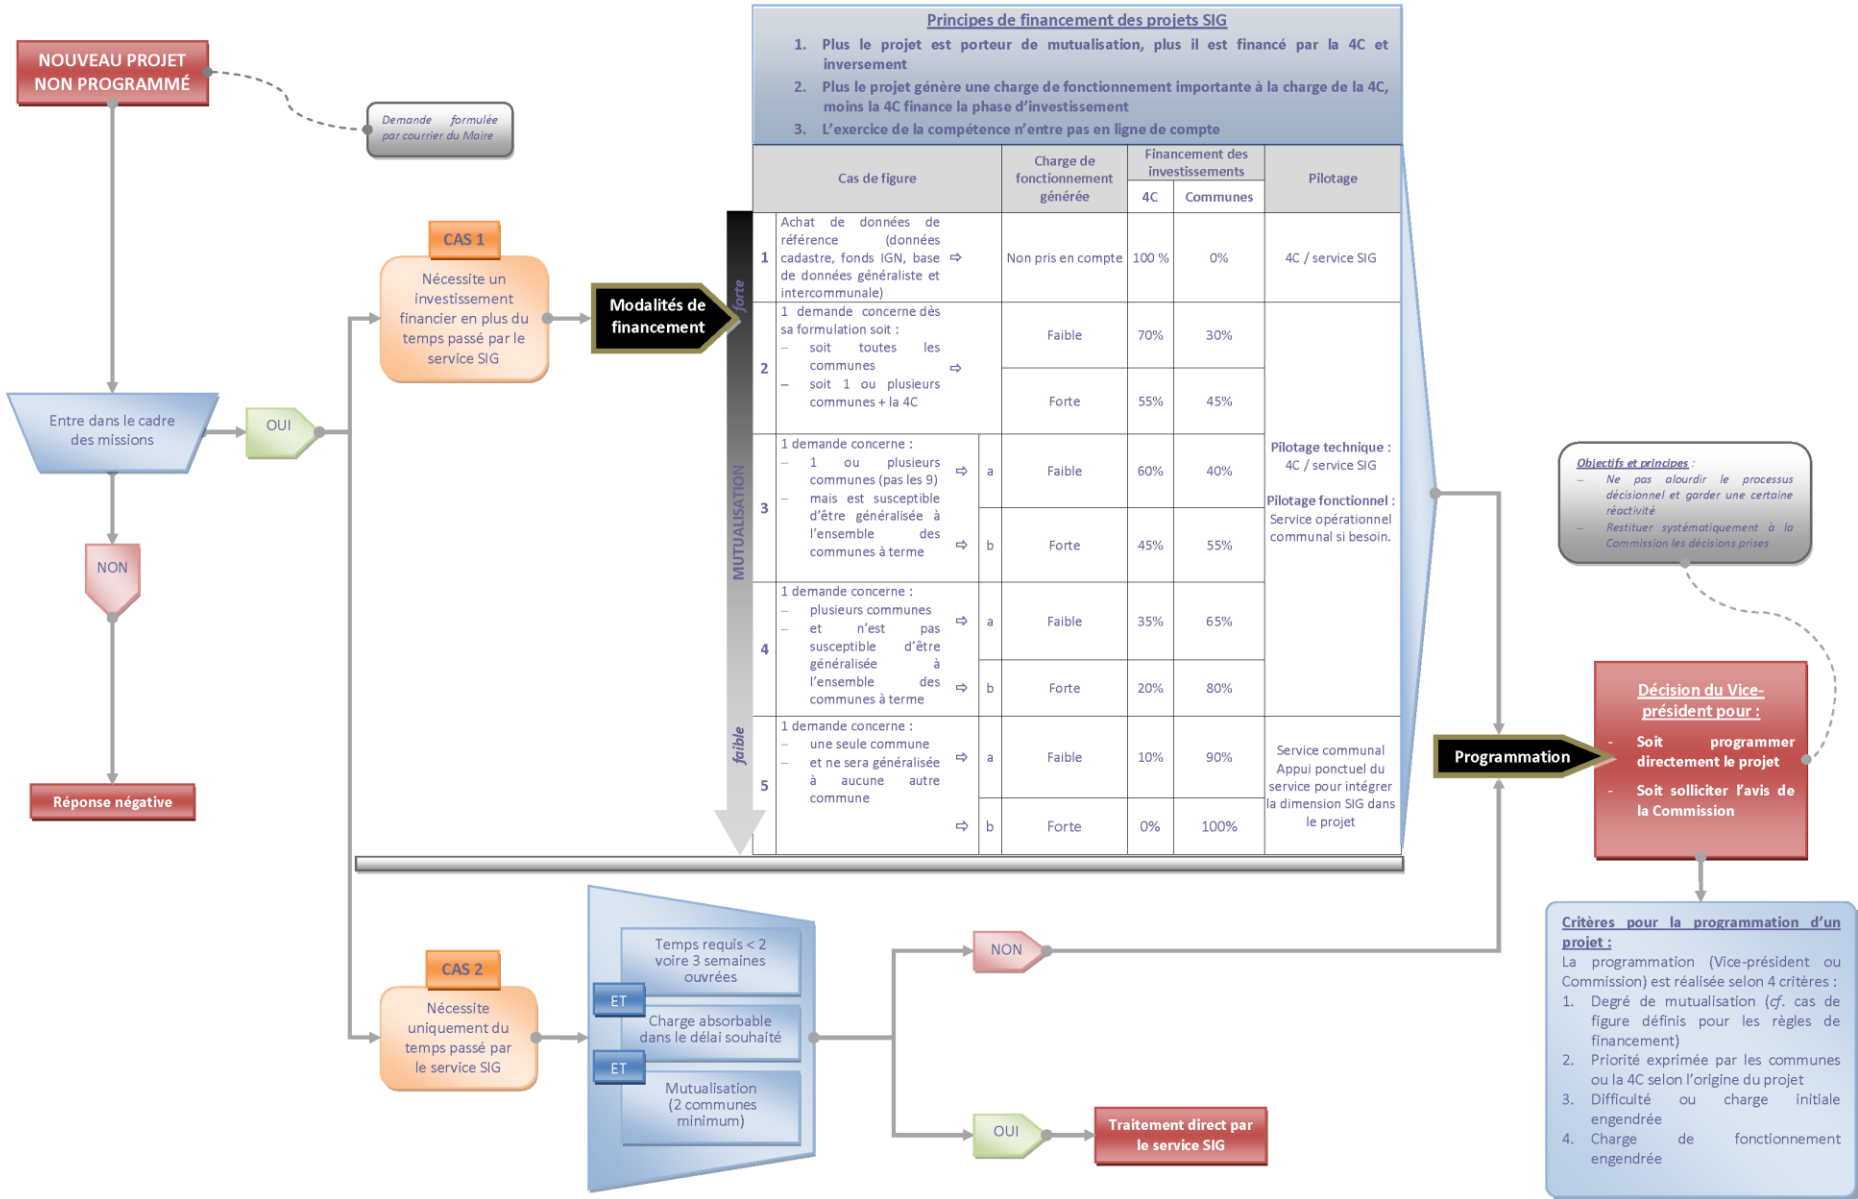 NOUVEAU PROJET
NON PROGRAMMÉ
Demande formulée
par courrier du Maire
Entre dans le cadre
des missions
OUI
NON
Réponse négative
CAS 1
Nécessite un
investissement
financier en plus du
temps passé par le
service SIG
Modalités de
financement
Principes de financement des projets SIG
1. Plus le projet est porteur de mutualisation, plus il est financé par la 4C et
inversement
2. Plus le projet génère une charge de fonctionnement importante à la charge de la 4C,
moins la 4C finance la phase d'investissement
3. L'exercice de la compétence n'entre pas en ligne de compte
Cas de figure
Charge de
fonctionnement
générée
Financement des
investissements
4C
Communes
Pilotage
forte
MUTUALISATION
faible
1
Achat de données de
référence (données
cadastre, fonds IGN, base
de données généraliste et
intercommunale)
⇨
Non pris en compte
100 %
0%
4C / service SIG
2
1 demande concerne dès
sa formulation soit :
– soit toutes les
communes
– soit 1 ou plusieurs
communes + la 4C
⇨
Faible
70%
30%
Forte
55%
45%
3
1 demande concerne :
– 1 ou plusieurs
communes (pas les 9)
– mais est susceptible
d'être généralisée à
l'ensemble des
communes à terme
⇨ a
Faible
60%
40%
⇨ b
Forte
45%
55%
Pilotage technique :
4C / service SIG
Pilotage fonctionnel :
Service opérationnel
communal si besoin.
4
1 demande concerne :
– plusieurs communes
– et n'est pas
susceptible d'être
généralisée à
l'ensemble des
communes à terme
⇨ a
Faible
35%
65%
⇨ b
Forte
20%
80%
5
1 demande concerne :
– une seule commune
– et ne sera généralisée
à aucune autre
commune
⇨ a
Faible
10%
90%
⇨ b
Forte
0%
100%
Service communal
Appui ponctuel du
service pour intégrer
la dimension SIG dans
le projet
CAS 2
Nécessite
uniquement du
temps passé par
le service SIG
Temps requis < 2
voire 3 semaines
ouvrées
ET
Charge absorbable
dans le délai souhaité
ET
Mutualisation
(2 communes
minimum)
NON
OUI
Traitement direct par
le service SIG
Programmation
Objectifs et principes :
– Ne pas alourdir le processus
décisionnel et garder une certaine
réactivité
– Restituer systématiquement à la
Commission les décisions prises
Décision du Vice-
président pour :
- Soit programmer
directement le projet
- Soit solliciter l'avis de
la Commission
Critères pour la programmation d'un
projet :
La programmation (Vice-président ou
Commission) est réalisée selon 4 critères :
1. Degré de mutualisation (cf. cas de
figure définis pour les règles de
financement)
2. Priorité exprimée par les communes
ou la 4C selon l'origine du projet
3. Difficulté ou charge initiale
engendrée
4. Charge de fonctionnement
engendrée